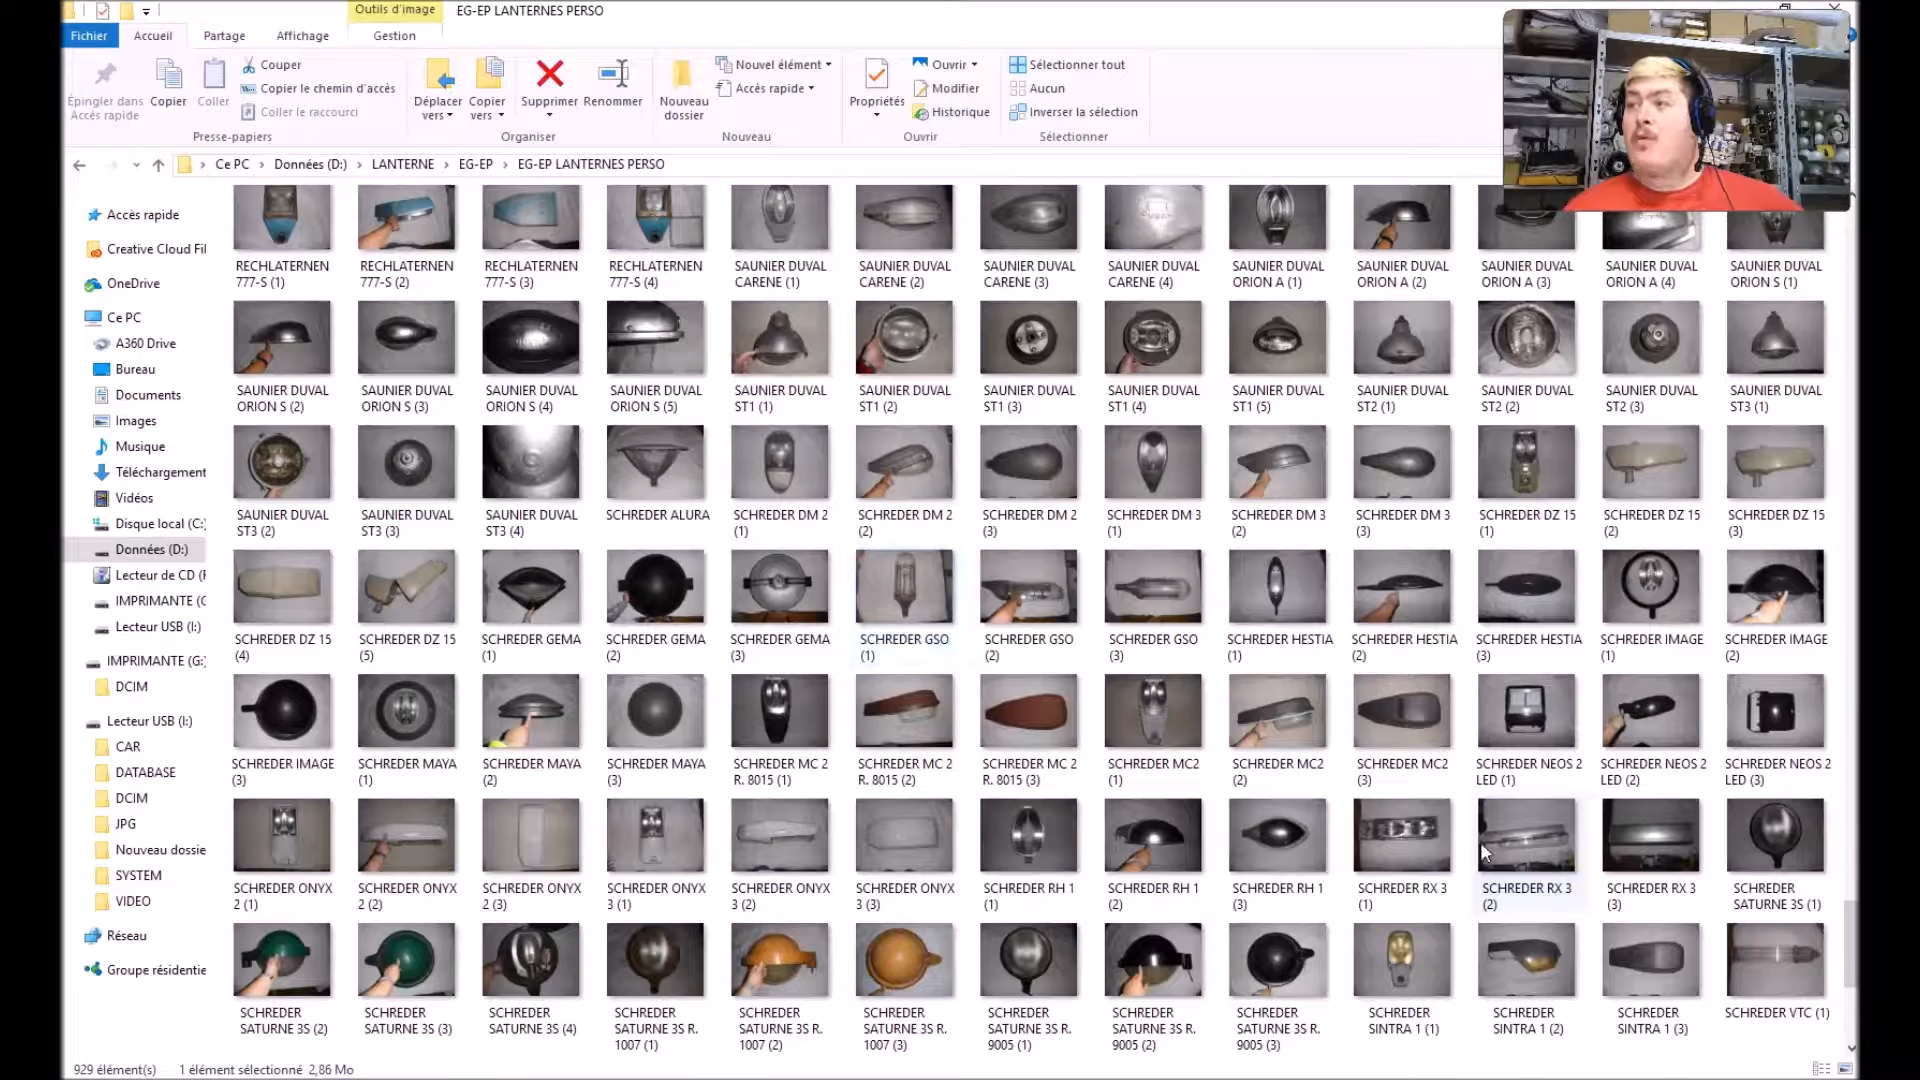 Outils d'image
EG-EP LANTERNES PERSO
Fichier
Accueil
Partage
Affichage
Gestion
Épingler dans
Accès rapide
Copier
Coller
Couper
Copier le chemin d'accès
Coller le raccourci
Presse-papiers
Déplacer
vers
Copier
vers
Supprimer
Renommer
Organiser
Nouveau
dossier
Nouvel élément
Accès rapide
Nouveau
Propriétés
Ouvrir
Modifier
Historique
Ouvrir
Sélectionner tout
Aucun
Inverser la sélection
Sélectionner
Ce PC > Données (D:) > LANTERNE > EG-EP > EG-EP LANTERNES PERSO
Accès rapide
Creative Cloud Fil
OneDrive
Ce PC
A360 Drive
Bureau
Documents
Images
Musique
Téléchargement
Vidéos
Disque local (C:)
Données (D:)
Lecteur de CD (
IMPRIMANTE (G
Lecteur USB (I:)
IMPRIMANTE (G:)
DCIM
Lecteur USB (I:)
CAR
DATABASE
DCIM
JPG
Nouveau dossie
SYSTEM
VIDEO
Réseau
Groupe résidentie
RECHLATERNEN
777-S (1)
RECHLATERNEN
777-S (2)
RECHLATERNEN
777-S (3)
RECHLATERNEN
777-S (4)
SAUNIER DUVAL
CARENE (1)
SAUNIER DUVAL
CARENE (2)
SAUNIER DUVAL
CARENE (3)
SAUNIER DUVAL
CARENE (4)
SAUNIER DUVAL
ORION A (1)
SAUNIER DUVAL
ORION A (2)
SAUNIER DUVAL
ORION A (3)
SAUNIER DUVAL
ORION A (4)
SAUNIER DUVAL
ORION S (1)
SAUNIER DUVAL
ORION S (2)
SAUNIER DUVAL
ORION S (3)
SAUNIER DUVAL
ORION S (4)
SAUNIER DUVAL
ORION S (5)
SAUNIER DUVAL
ST1 (1)
SAUNIER DUVAL
ST1 (2)
SAUNIER DUVAL
ST1 (3)
SAUNIER DUVAL
ST1 (4)
SAUNIER DUVAL
ST1 (5)
SAUNIER DUVAL
ST2 (1)
SAUNIER DUVAL
ST2 (2)
SAUNIER DUVAL
ST2 (3)
SAUNIER DUVAL
ST3 (1)
SAUNIER DUVAL
ST3 (2)
SAUNIER DUVAL
ST3 (3)
SAUNIER DUVAL
ST3 (4)
SCHREDER ALURA
SCHREDER DM 2
(1)
SCHREDER DM 2
(2)
SCHREDER DM 2
(3)
SCHREDER DM 3
(1)
SCHREDER DM 3
(2)
SCHREDER DM 3
(3)
SCHREDER DZ 15
(1)
SCHREDER DZ 15
(2)
SCHREDER DZ 15
(3)
SCHREDER DZ 15
(4)
SCHREDER DZ 15
(5)
SCHREDER GEMA
(1)
SCHREDER GEMA
(2)
SCHREDER GEMA
(3)
SCHREDER GSO
(1)
SCHREDER GSO
(2)
SCHREDER GSO
(3)
SCHREDER HESTIA
(1)
SCHREDER HESTIA
(2)
SCHREDER HESTIA
(3)
SCHREDER IMAGE
(1)
SCHREDER IMAGE
(2)
SCHREDER IMAGE
(3)
SCHREDER MAYA
(1)
SCHREDER MAYA
(2)
SCHREDER MAYA
(3)
SCHREDER MC 2
R. 8015 (1)
SCHREDER MC 2
R. 8015 (2)
SCHREDER MC 2
R. 8015 (3)
SCHREDER MC2
(1)
SCHREDER MC2
(2)
SCHREDER MC2
(3)
SCHREDER NEOS 2
LED (1)
SCHREDER NEOS 2
LED (2)
SCHREDER NEOS 2
LED (3)
SCHREDER ONYX
2 (1)
SCHREDER ONYX
2 (2)
SCHREDER ONYX
2 (3)
SCHREDER ONYX
3 (1)
SCHREDER ONYX
3 (2)
SCHREDER ONYX
3 (3)
SCHREDER RH 1
(1)
SCHREDER RH 1
(2)
SCHREDER RH 1
(3)
SCHREDER RX 3
(1)
SCHREDER RX 3
(2)
SCHREDER RX 3
(3)
SCHREDER
SATURNE 3S (1)
SCHREDER
SATURNE 3S (2)
SCHREDER
SATURNE 3S (3)
SCHREDER
SATURNE 3S (4)
SCHREDER
SATURNE 3S R.
1007 (1)
SCHREDER
SATURNE 3S R.
1007 (2)
SCHREDER
SATURNE 3S R.
1007 (3)
SCHREDER
SATURNE 3S R.
9005 (1)
SCHREDER
SATURNE 3S R.
9005 (2)
SCHREDER
SATURNE 3S R.
9005 (3)
SCHREDER
SINTRA 1 (1)
SCHREDER
SINTRA 1 (2)
SCHREDER
SINTRA 1 (3)
SCHREDER VTC (1)
929 élément(s)
1 élément sélectionné 2,86 Mo